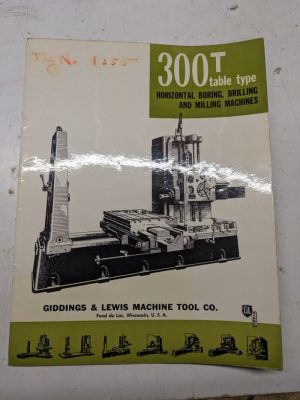 300T
table type
HORIZONTAL BORING, DRILLING
AND MILLING MACHINES
GIDDINGS & LEWIS MACHINE TOOL CO.
Fond du Lac, Wisconsin, U. S. A.